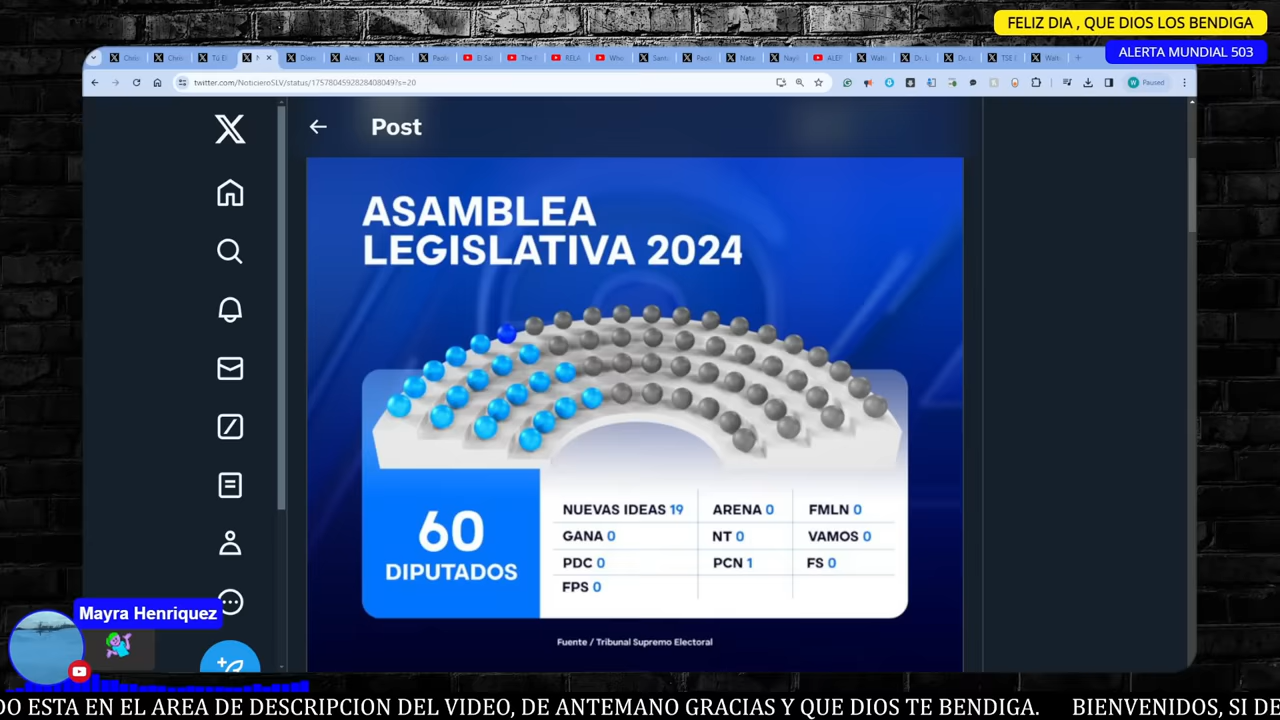 FELIZ DIA , QUE DIOS LOS BENDIGA
ALERTA MUNDIAL 503
twitter.com/NoticieroSLV/status/1757804592828408049?s=20
Paused
Post
ASAMBLEA
LEGISLATIVA 2024
60
DIPUTADOS
NUEVAS IDEAS 19 ARENA 0 FMLN 0
GANA 0 NT 0 VAMOS 0
PDC 0 PCN 1 FS 0
FPS 0
Fuente / Tribunal Supremo Electoral
Mayra Henriquez
DO ESTA EN EL AREA DE DESCRIPCION DEL VIDEO, DE ANTEMANO GRACIAS Y QUE DIOS TE BENDIGA. BIENVENIDOS, SI DE